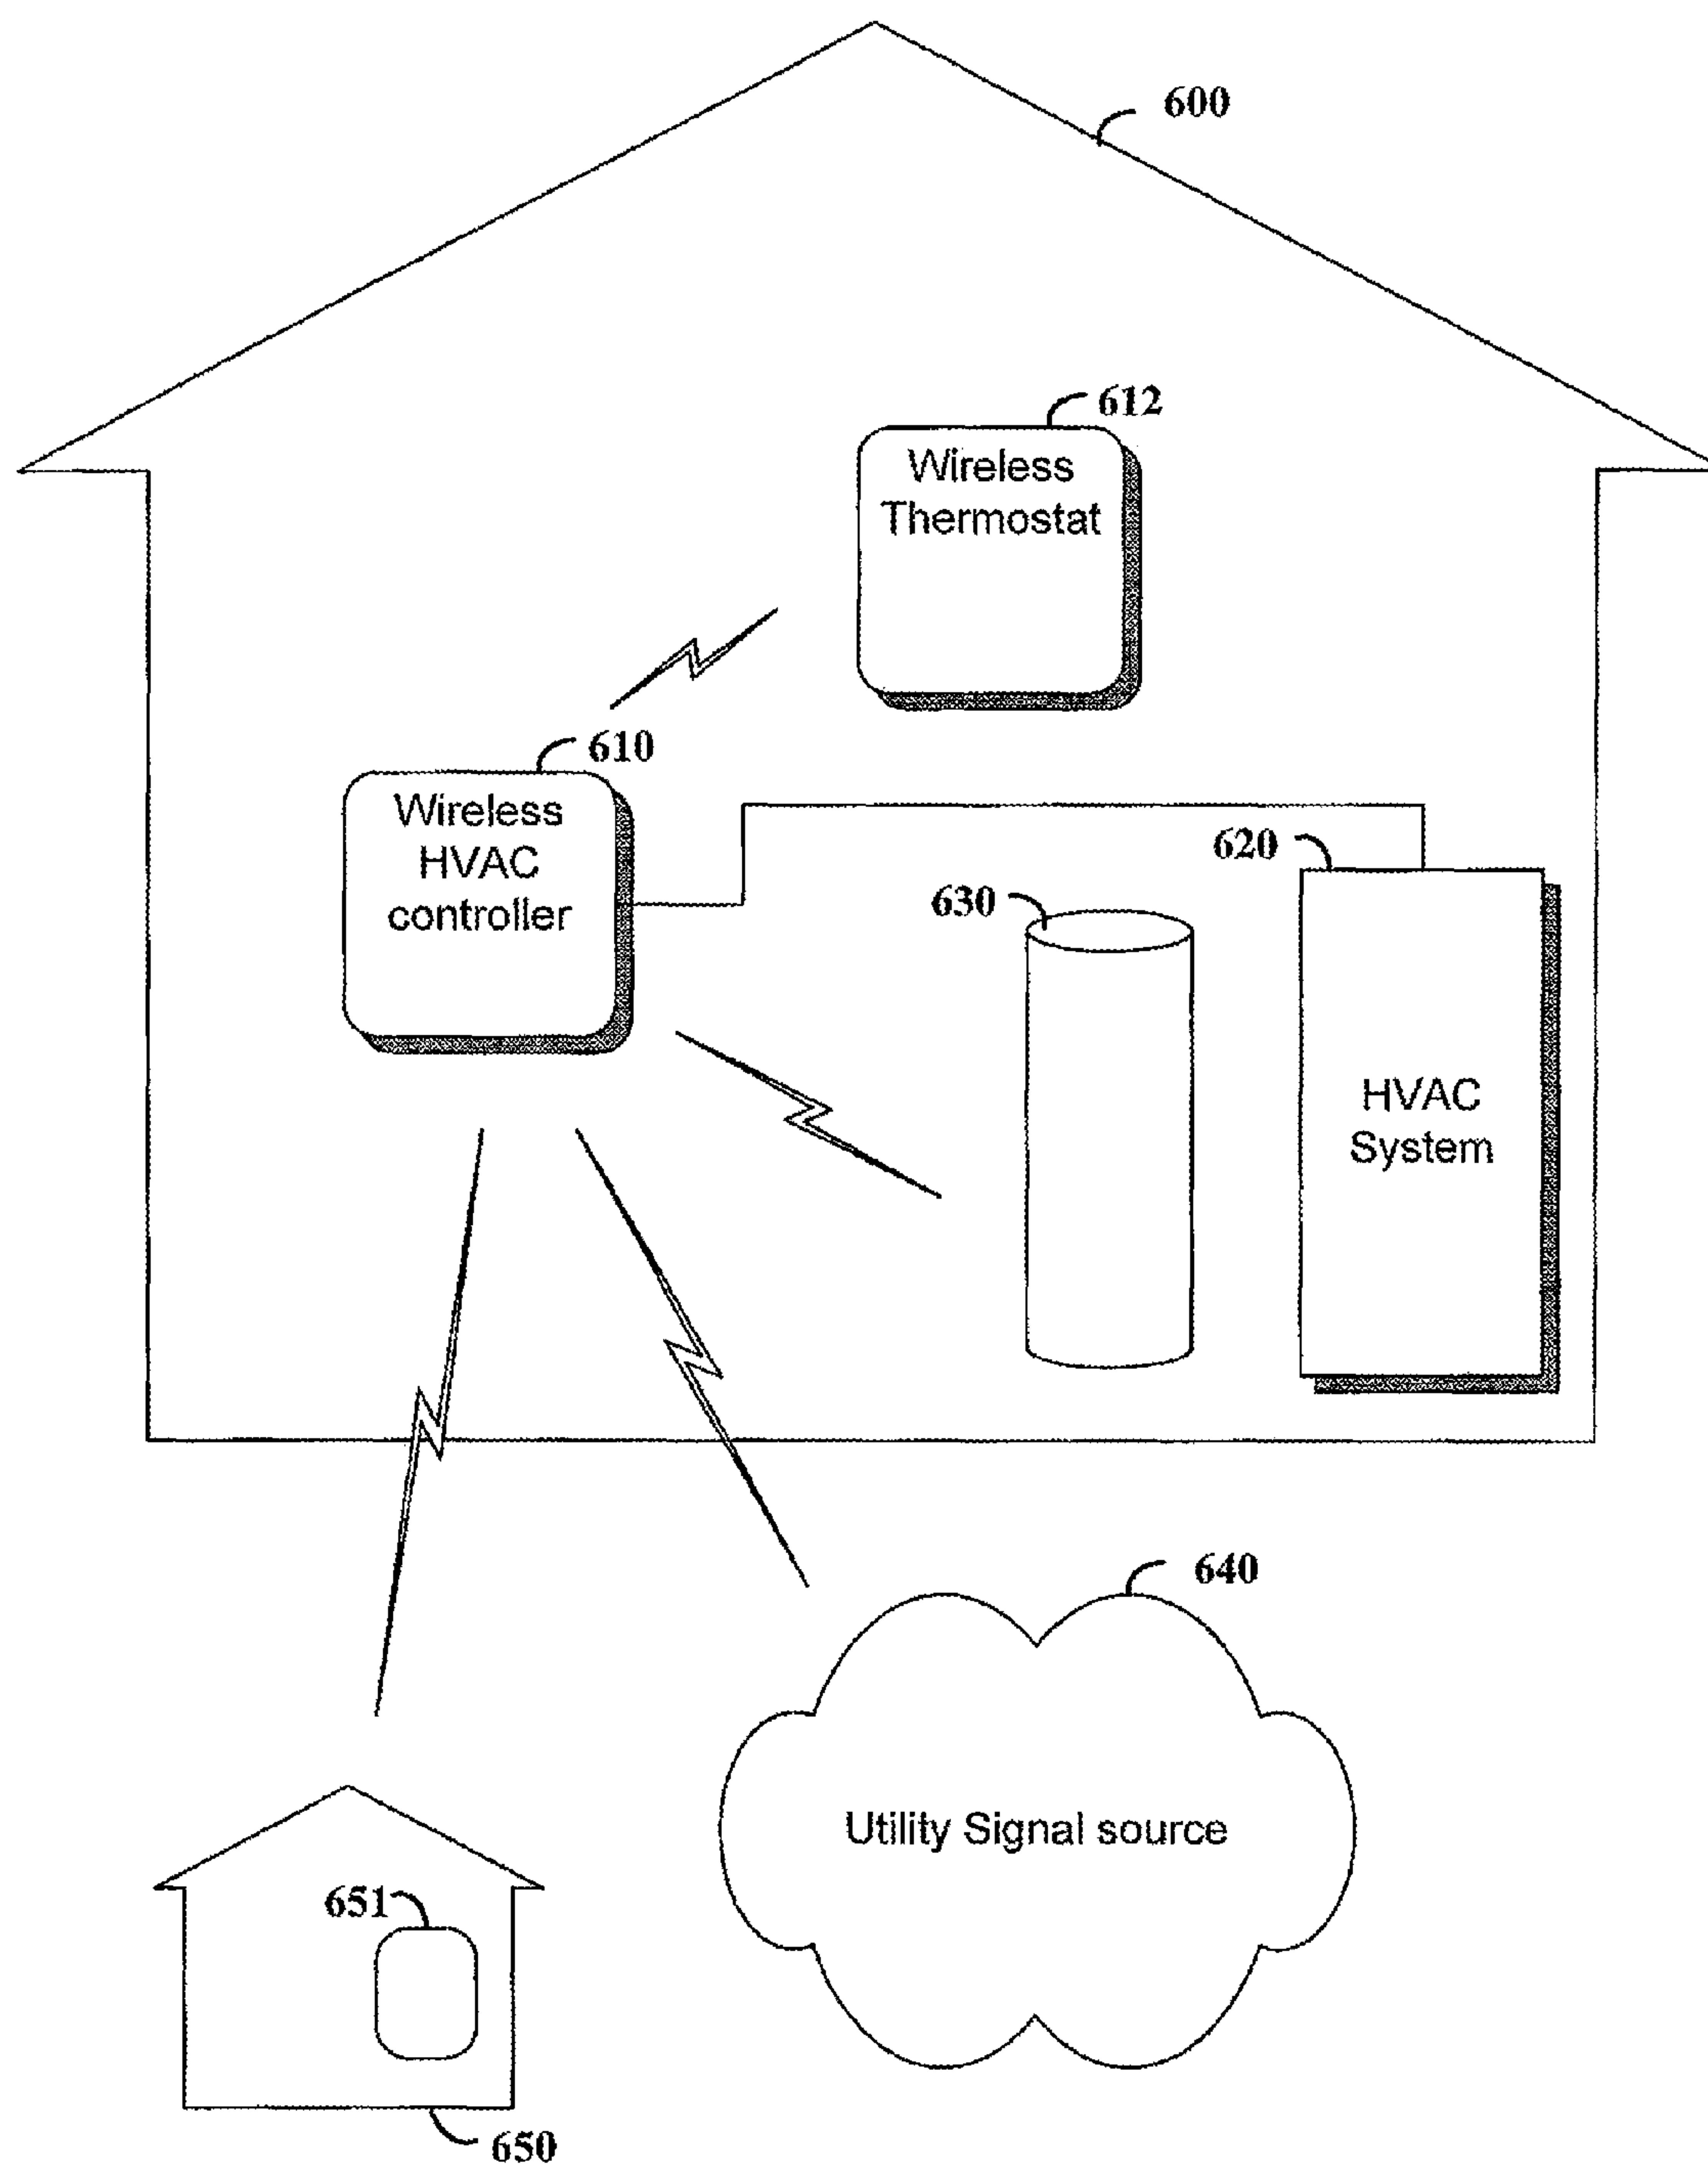 600
612
Wireless
Thermostat
610
Wireless
HVAC
controller
620
630
HVAC
System
640
Utility Signal source
651
650